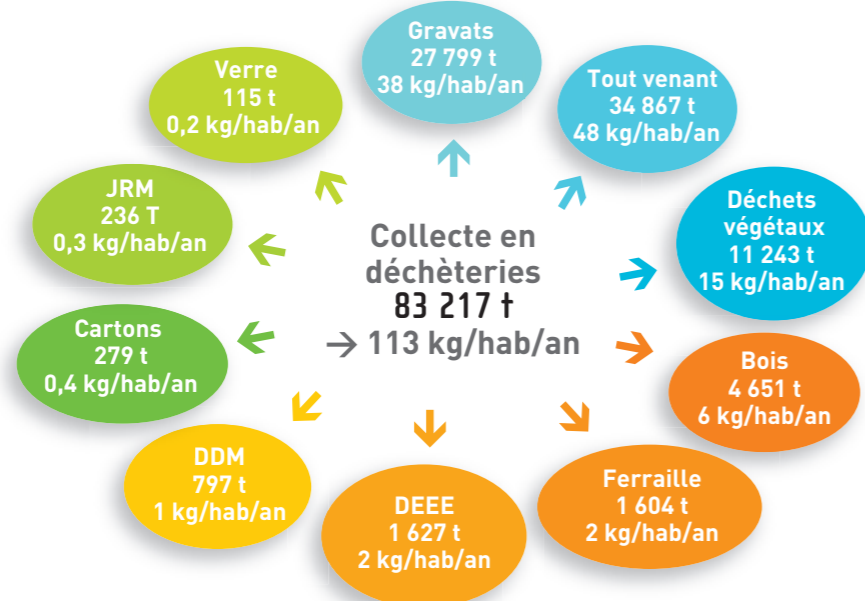 Gravats
27 799 t
38 kg/hab/an
Tout venant
34 867 t
48 kg/hab/an
Déchets
végétaux
11 243 t
15 kg/hab/an
Bois
4 651 t
6 kg/hab/an
Ferraille
1 604 t
2 kg/hab/an
DEEE
1 627 t
2 kg/hab/an
DDM
797 t
1 kg/hab/an
Cartons
279 t
0,4 kg/hab/an
JRM
236 T
0,3 kg/hab/an
Verre
115 t
0,2 kg/hab/an
Collecte en
déchèteries
83 217 t
→ 113 kg/hab/an